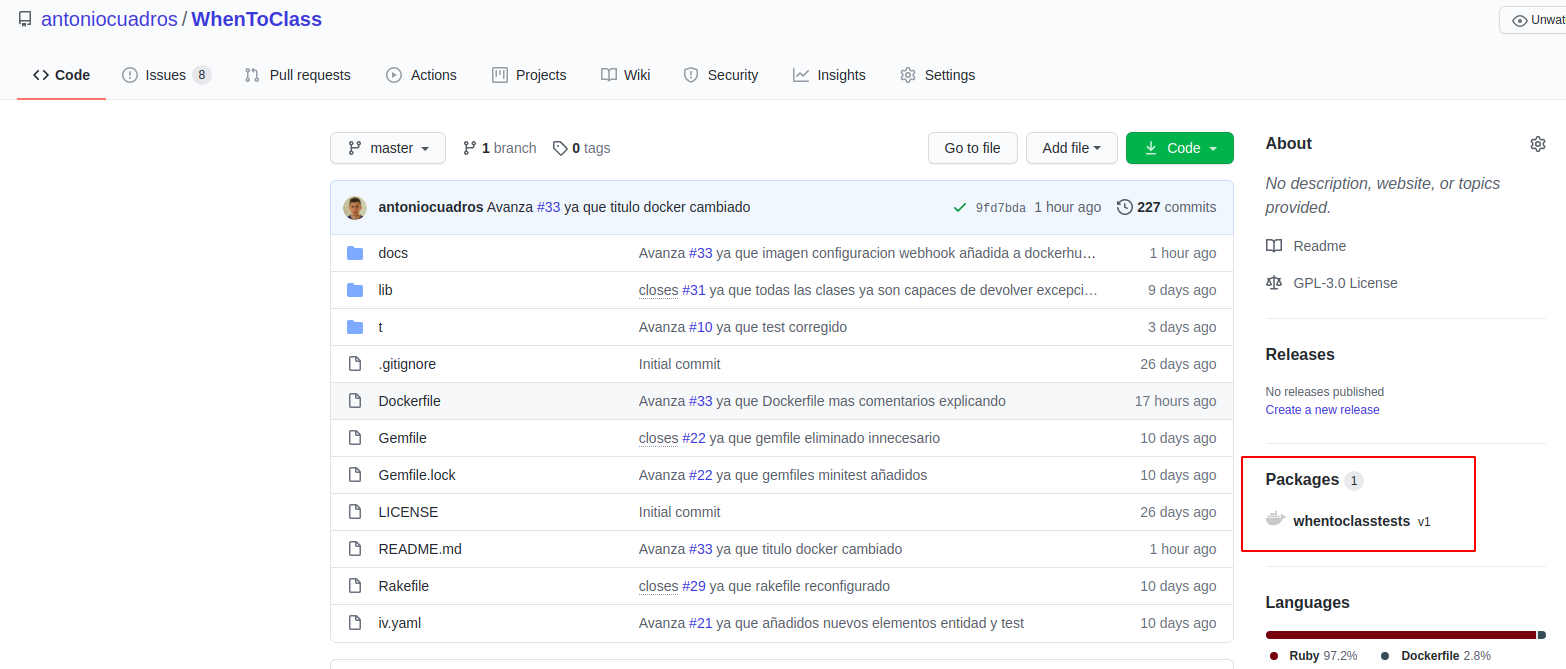 antoniocuadros / WhenToClass
Unwat
Code
Issues 8
Pull requests
Actions
Projects
Wiki
Security
Insights
Settings
master
1 branch
0 tags
Go to file
Add file
Code
antoniocuadros Avanza #33 ya que titulo docker cambiado
9fd7bda 1 hour ago
227 commits
docs Avanza #33 ya que imagen configuracion webhook añadida a dockerhu… 1 hour ago
lib closes #31 ya que todas las clases ya son capaces de devolver excepci… 9 days ago
t Avanza #10 ya que test corregido 3 days ago
.gitignore Initial commit 26 days ago
Dockerfile Avanza #33 ya que Dockerfile mas comentarios explicando 17 hours ago
Gemfile closes #22 ya que gemfile eliminado innecesario 10 days ago
Gemfile.lock Avanza #22 ya que gemfiles minitest añadidos 10 days ago
LICENSE Initial commit 26 days ago
README.md Avanza #33 ya que titulo docker cambiado 1 hour ago
Rakefile closes #29 ya que rakefile reconfigurado 10 days ago
iv.yaml Avanza #21 ya que añadidos nuevos elementos entidad y test 10 days ago
About
No description, website, or topics
provided.
Readme
GPL-3.0 License
Releases
No releases published
Create a new release
Packages 1
whentoclasstests v1
Languages
Ruby 97.2%
Dockerfile 2.8%